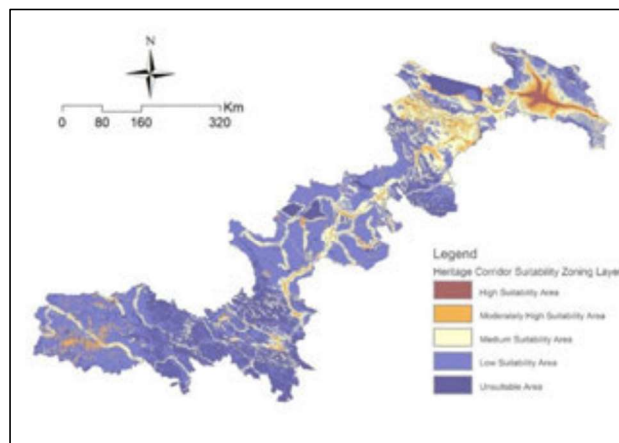 N
Km
0 80 160 320
Legend
Heritage Corridor Suitability Zoning Layer
High Suitability Area
Moderately High Suitability Area
Medium Suitability Area
Low Suitability Area
Unsuitable Area